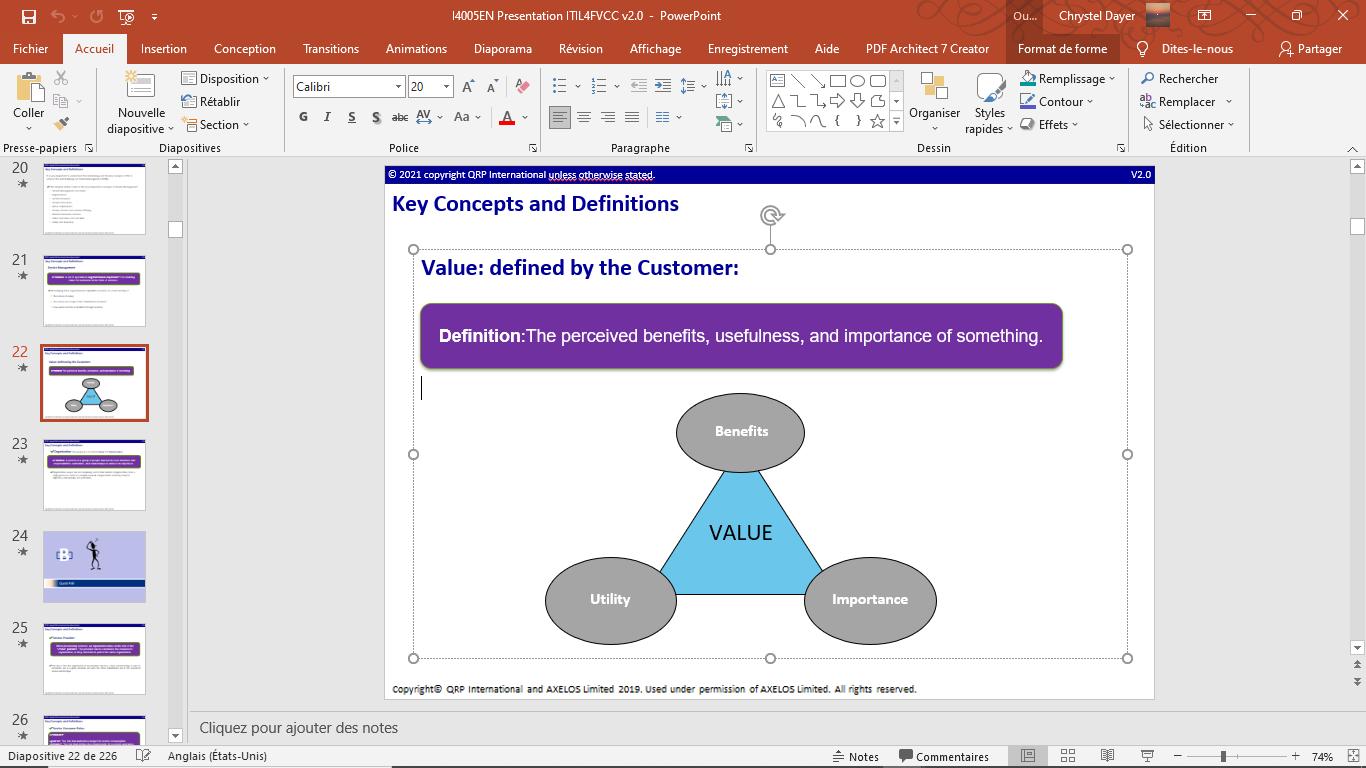 I4005EN Presentation ITIL4FVCC v2.0 - PowerPoint
Ou...
Chrystel Dayer
Fichier
Accueil
Insertion
Conception
Transitions
Animations
Diaporama
Révision
Affichage
Enregistrement
Aide
PDF Architect 7 Creator
Format de forme
Dites-le-nous
Partager
Coller
Nouvelle
diapositive
Disposition
Rétablir
Section
Calibri
20
G I S S abc AV Aa A
Organiser
Styles
rapides
Remplissage
Contour
Effets
Rechercher
Remplacer
Sélectionner
Presse-papiers
Diapositives
Police
Paragraphe
Dessin
Édition
20
21
22
23
24
25
26
© 2021 copyright QRP International unless otherwise stated.
V2.0
Key Concepts and Definitions
Value: defined by the Customer:
Definition:The perceived benefits, usefulness, and importance of something.
Benefits
VALUE
Utility
Importance
Copyright© QRP International and AXELOS Limited 2019. Used under permission of AXELOS Limited. All rights reserved.
Cliquez pour ajouter des notes
Diapositive 22 de 226
Anglais (États-Unis)
Notes
Commentaires
74%